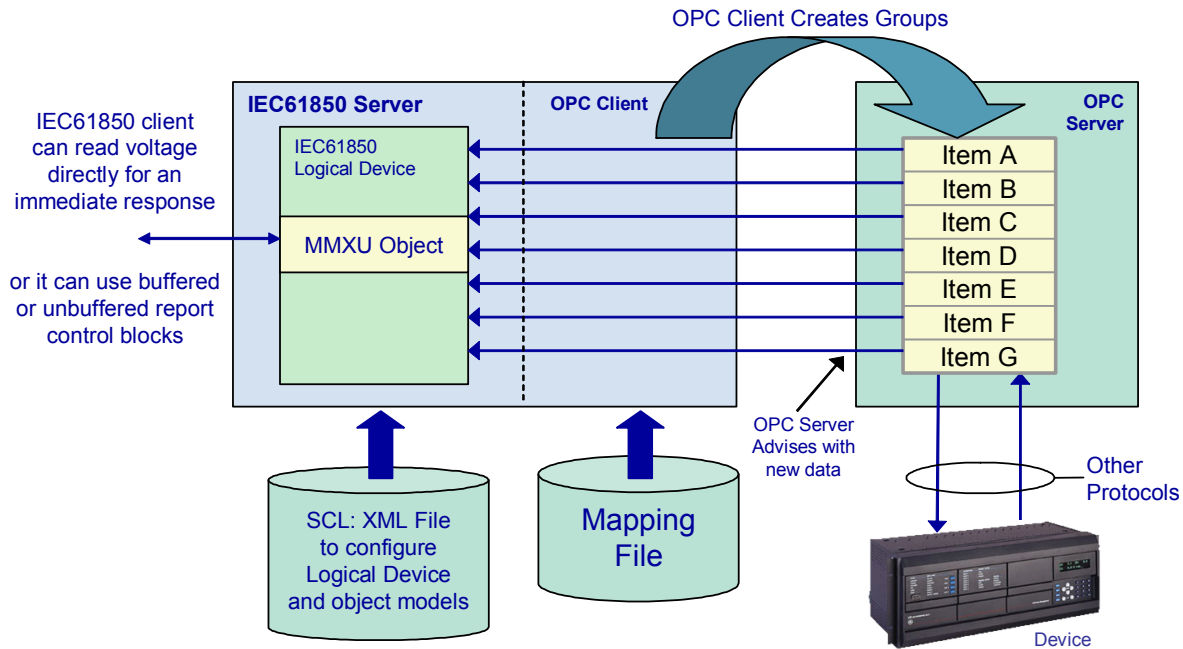 OPC Client Creates Groups
IEC61850 Server
OPC Client
OPC
Server
IEC61850 client
can read voltage
directly for an
immediate response
or it can use buffered
or unbuffered report
control blocks
IEC61850
Logical Device
MMXU Object
Item A
Item B
Item C
Item D
Item E
Item F
Item G
OPC Server
Advises with
new data
Other
Protocols
SCL: XML File
to configure
Logical Device
and object models
Mapping
File
Device